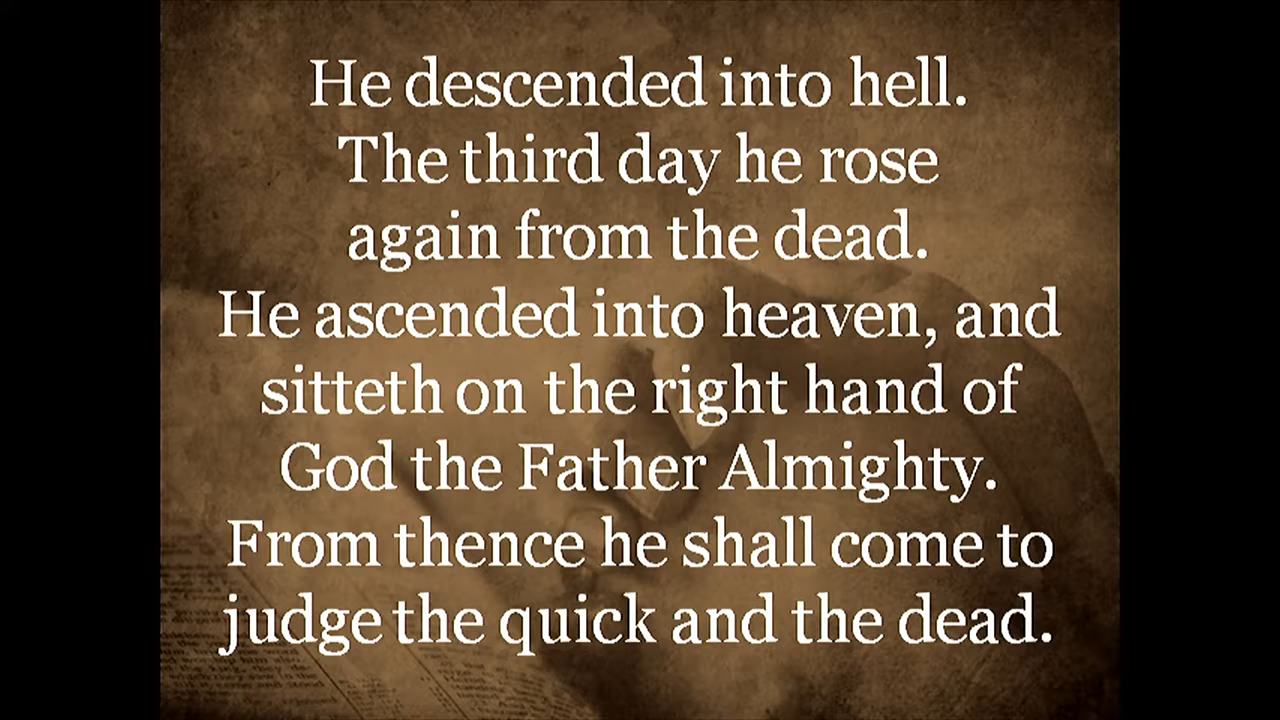 He descended into hell.
The third day he rose
again from the dead.
He ascended into heaven, and
sitteth on the right hand of
God the Father Almighty.
From thence he shall come to
judge the quick and the dead.